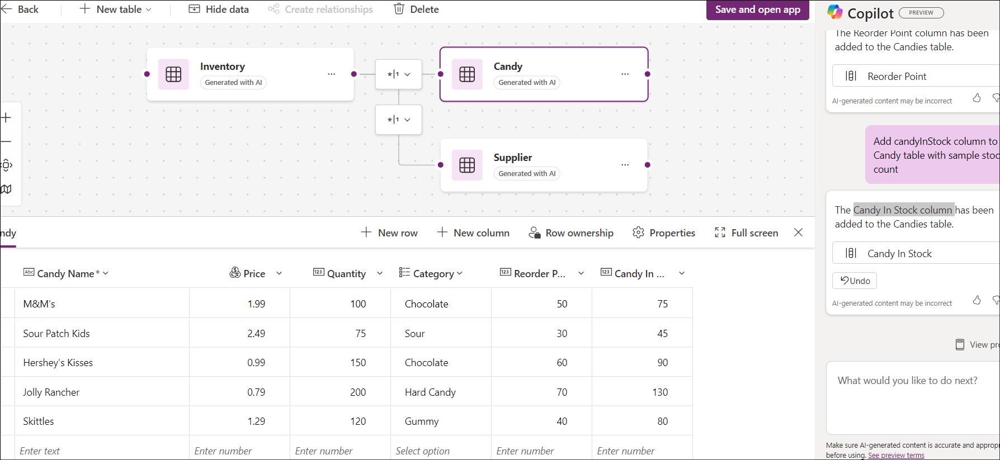 Back
New table
Hide data
Create relationships
Delete
Save and open app
Inventory
Generated with AI
*|1
Candy
Generated with AI
*|1
Supplier
Generated with AI
ndy
New row
New column
Row ownership
Properties
Full screen
Abc Candy Name* Price 123 Quantity Category 123 Reorder P... 123 Candy In ...
M&M's 1.99 100 Chocolate 50 75
Sour Patch Kids 2.49 75 Sour 30 45
Hershey's Kisses 0.99 150 Chocolate 60 90
Jolly Rancher 0.79 200 Hard Candy 70 130
Skittles 1.29 120 Gummy 40 80
Enter text Enter number Enter number Select option Enter number Enter number
Copilot PREVIEW
The Reorder Point column has been
added to the Candies table.
Reorder Point
AI-generated content may be incorrect
Add candyInStock column to
Candy table with sample stoc
count
The Candy In Stock column has been
added to the Candies table.
Candy In Stock
Undo
AI-generated content may be incorrect
View pro
What would you like to do next?
Make sure AI-generated content is accurate and appropr
before using. See preview terms